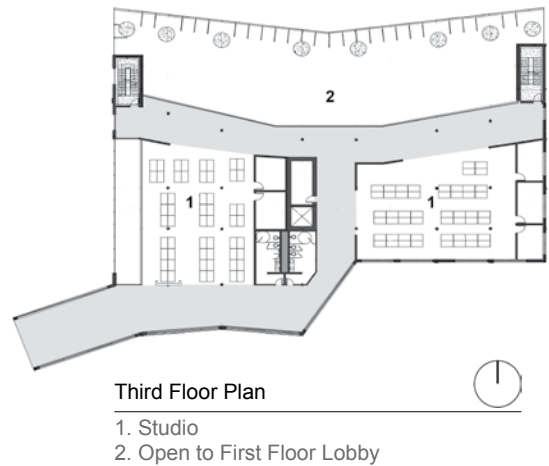 2
1
1
Third Floor Plan
1. Studio
2. Open to First Floor Lobby